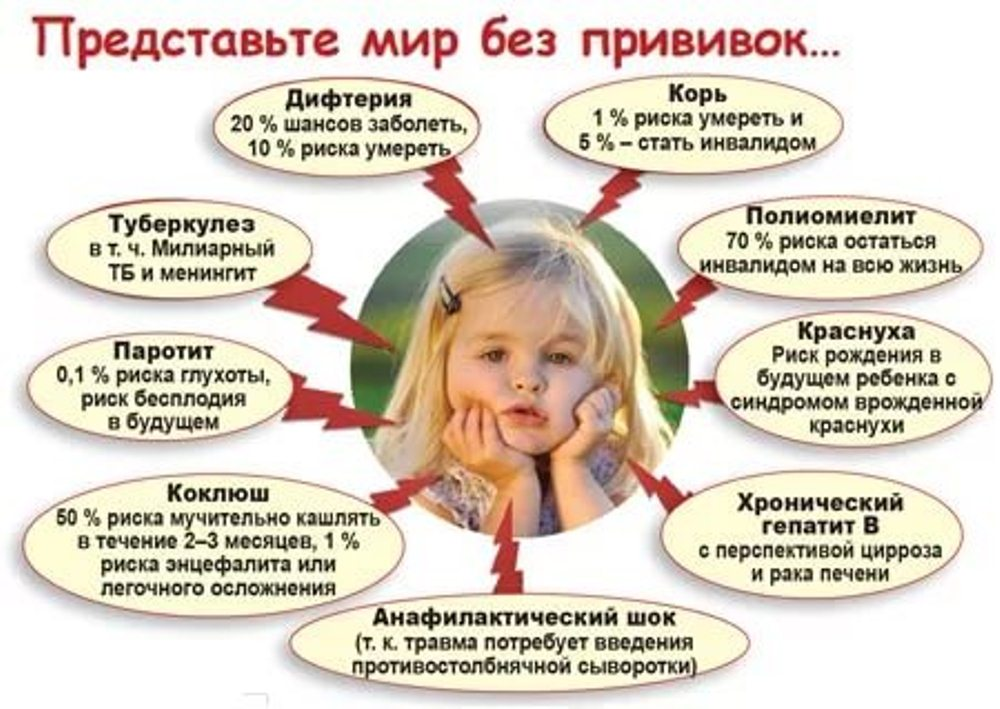 Представьте мир без прививок...
Дифтерия
20 % шансов заболеть,
10 % риска умереть
Корь
1 % риска умереть и
5 % – стать инвалидом
Туберкулез
в т. ч. Милиарный
ТБ и менингит
Полиомиелит
70 % риска остаться
инвалидом на всю жизнь
Паротит
0,1 % риска глухоты,
риск бесплодия
в будущем
Краснуха
Риск рождения в
будущем ребенка с
синдромом врожденной
краснухи
Коклюш
50 % риска мучительно кашлять
в течение 2–3 месяцев, 1 %
риска энцефалита или
легочного осложнения
Хронический
гепатит В
с перспективой цирроза
и рака печени
Анафилактический шок
(т. к. травма потребует введения
противостолбнячной сыворотки)